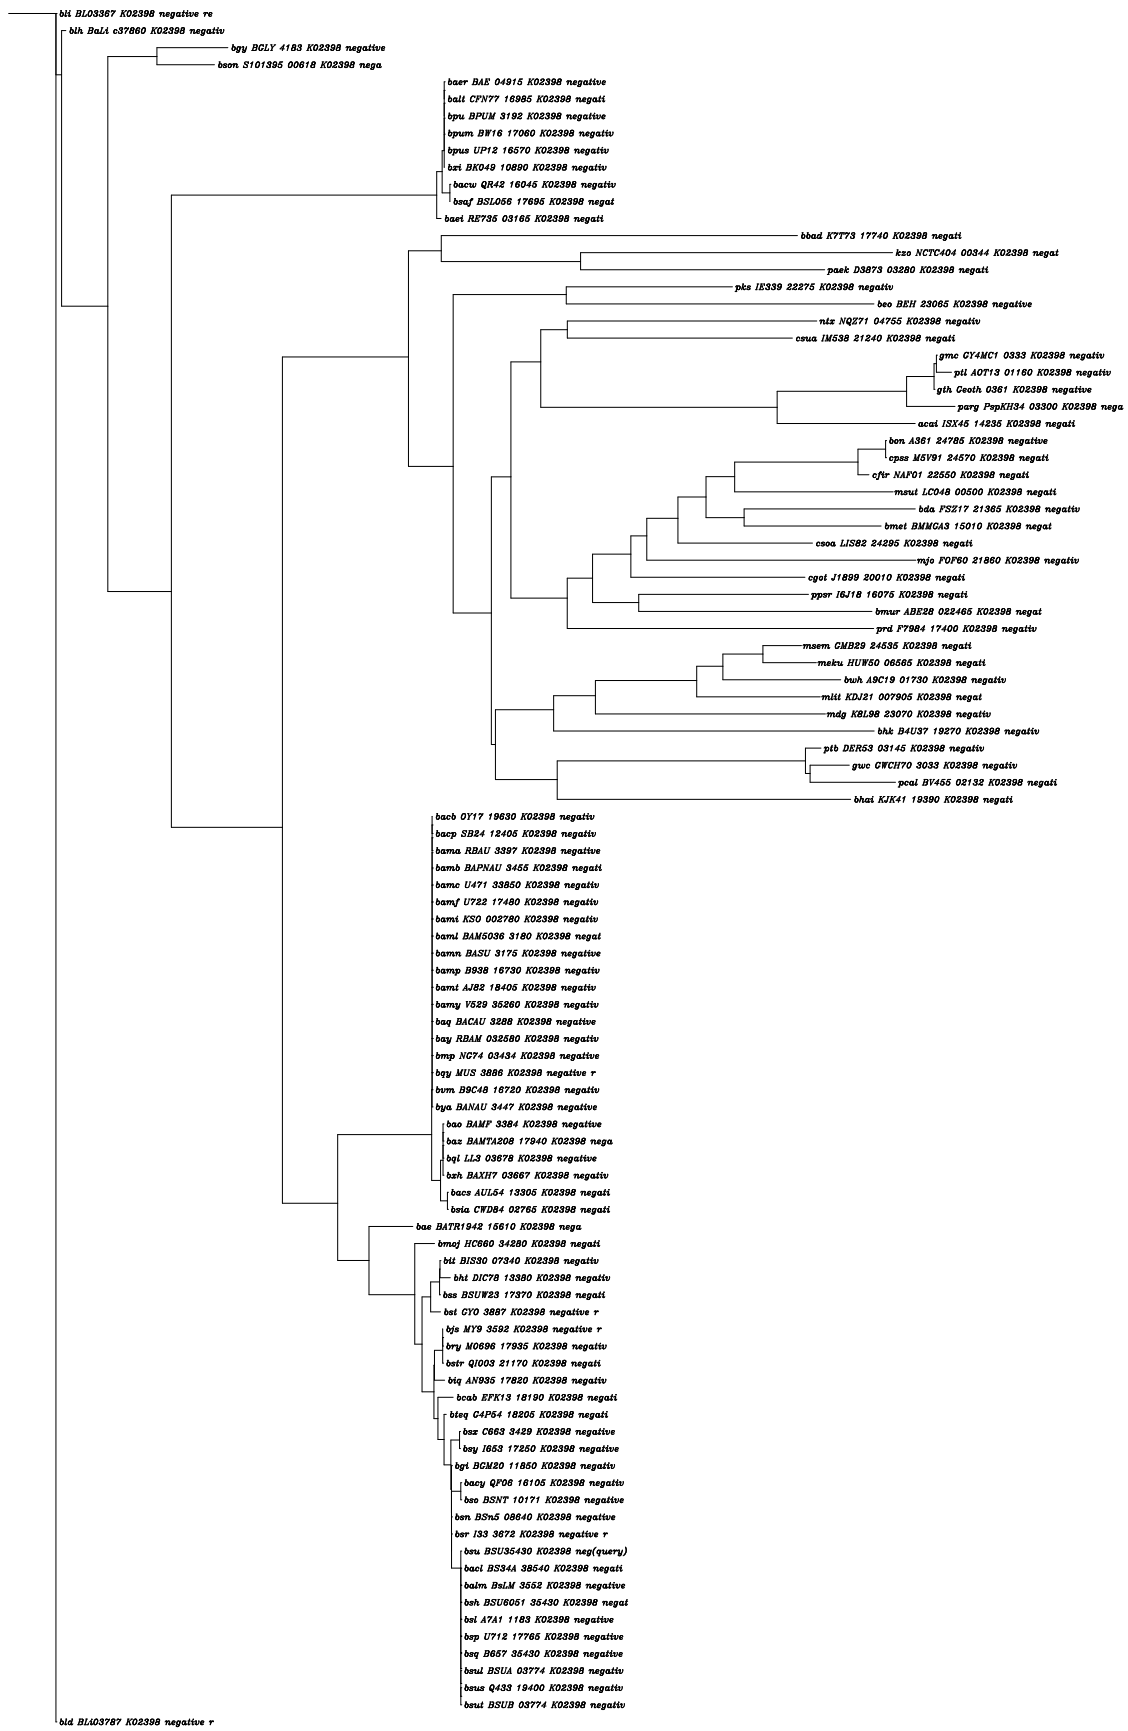 bli BL03367 K02398 negative re
blh BaLi c37860 K02398 negativ
bgy BGLY 4183 K02398 negative
bson S101395 00618 K02398 nega
baer BAE 04915 K02398 negative
balt CFN77 16985 K02398 negati
bpu BPUM 3192 K02398 negative
bpum BW16 17060 K02398 negativ
bpus UP12 16570 K02398 negativ
bxi BK049 10890 K02398 negativ
bacw QR42 16045 K02398 negativ
bsaf BSL056 17695 K02398 negat
baei RE735 03165 K02398 negati
bbad K7T73 17740 K02398 negati
kzo NCTC404 00344 K02398 negat
paek D3873 03280 K02398 negati
pks IE339 22275 K02398 negativ
beo BEH 23065 K02398 negative
ntx NQZ71 04755 K02398 negativ
csua IM538 21240 K02398 negati
gmc GY4MC1 0333 K02398 negativ
ptl AOT13 01160 K02398 negativ
gth Geoth 0361 K02398 negative
parg PspKH34 03300 K02398 nega
acai ISX45 14235 K02398 negati
bon A361 24785 K02398 negative
cpss M5V91 24570 K02398 negati
cfir NAF01 22550 K02398 negati
msut LC048 00500 K02398 negati
bda FSZ17 21365 K02398 negativ
bmet BMMGA3 15010 K02398 negat
csoa LIS82 24295 K02398 negati
mjo FOF60 21860 K02398 negativ
cgot J1899 20010 K02398 negati
ppsr I6J18 16075 K02398 negati
bmur ABE28 022465 K02398 negat
prd F7984 17400 K02398 negativ
msem GMB29 24535 K02398 negati
meku HUW50 06565 K02398 negati
bwh A9C19 01730 K02398 negativ
mlit KDJ21 007905 K02398 negat
mdg K8L98 23070 K02398 negativ
bhk B4U37 19270 K02398 negativ
ptb DER53 03145 K02398 negativ
gwc GWCH70 3033 K02398 negativ
pcal BV455 02132 K02398 negati
bhai KJK41 19390 K02398 negati
bacb OY17 19630 K02398 negativ
bacp SB24 12405 K02398 negativ
bama RBAU 3397 K02398 negative
bamb BAPNAU 3455 K02398 negati
bamc U471 33850 K02398 negativ
bamf U722 17480 K02398 negativ
bami KSO 002780 K02398 negativ
baml BAM5036 3180 K02398 negat
bamn BASU 3175 K02398 negative
bamp B938 16730 K02398 negativ
bamt AJ82 18405 K02398 negativ
bamy V529 35260 K02398 negativ
baq BACAU 3288 K02398 negative
bay RBAM 032580 K02398 negativ
bmp NG74 03434 K02398 negative
bqy MUS 3886 K02398 negative r
bvm B9C48 16720 K02398 negativ
bya BANAU 3447 K02398 negative
bao BAMF 3384 K02398 negative
baz BAMTA208 17940 K02398 nega
bql LL3 03678 K02398 negative
bxh BAXH7 03667 K02398 negativ
bacs AUL54 13305 K02398 negati
bsia CWD84 02765 K02398 negati
bae BATR1942 15610 K02398 nega
bmoj HC660 34280 K02398 negati
bit BIS30 07340 K02398 negativ
bht DIC78 13380 K02398 negativ
bss BSUW23 17370 K02398 negati
bst GYO 3887 K02398 negative r
bjs MY9 3592 K02398 negative r
bry M0696 17935 K02398 negativ
bstr QI003 21170 K02398 negati
biq AN935 17820 K02398 negativ
bcab EFK13 18190 K02398 negati
bteq G4P54 18205 K02398 negati
bsx C663 3429 K02398 negative
bsy I653 17250 K02398 negative
bgi BGM20 11850 K02398 negativ
bacy QF06 16105 K02398 negativ
bso BSNT 10171 K02398 negative
bsn BSn5 08640 K02398 negative
bsr I33 3672 K02398 negative r
bsu BSU35430 K02398 neg(query)
bacl BS34A 38540 K02398 negati
balm BsLM 3552 K02398 negative
bsh BSU6051 35430 K02398 negat
bsl A7A1 1183 K02398 negative
bsp U712 17765 K02398 negative
bsq B657 35430 K02398 negative
bsul BSUA 03774 K02398 negativ
bsus Q433 19400 K02398 negativ
bsut BSUB 03774 K02398 negativ
bld BLi03787 K02398 negative r